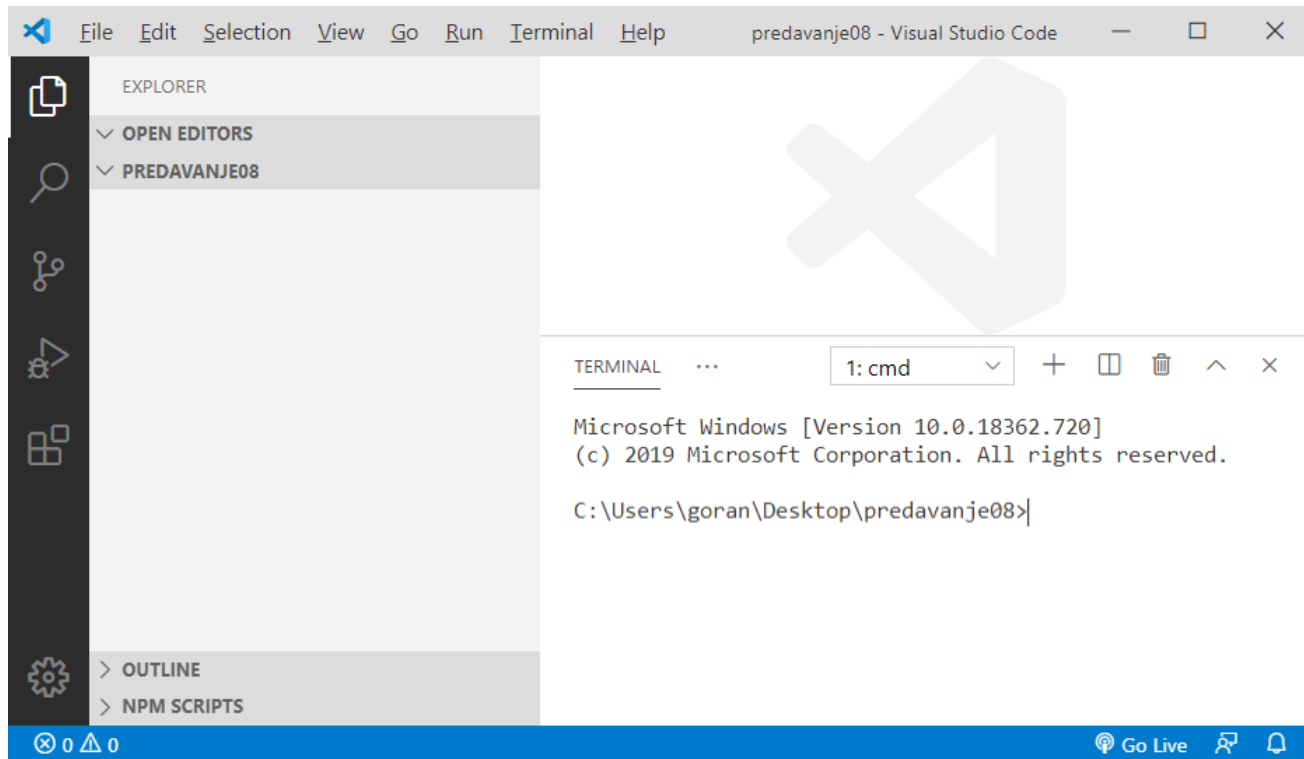 File Edit Selection View Go Run Terminal Help predavanje08 - Visual Studio Code
EXPLORER
OPEN EDITORS
PREDAVANJE08
TERMINAL ··· 1: cmd
Microsoft Windows [Version 10.0.18362.720]
(c) 2019 Microsoft Corporation. All rights reserved.
C:\Users\goran\Desktop\predavanje08>
OUTLINE
NPM SCRIPTS
0 0 Go Live